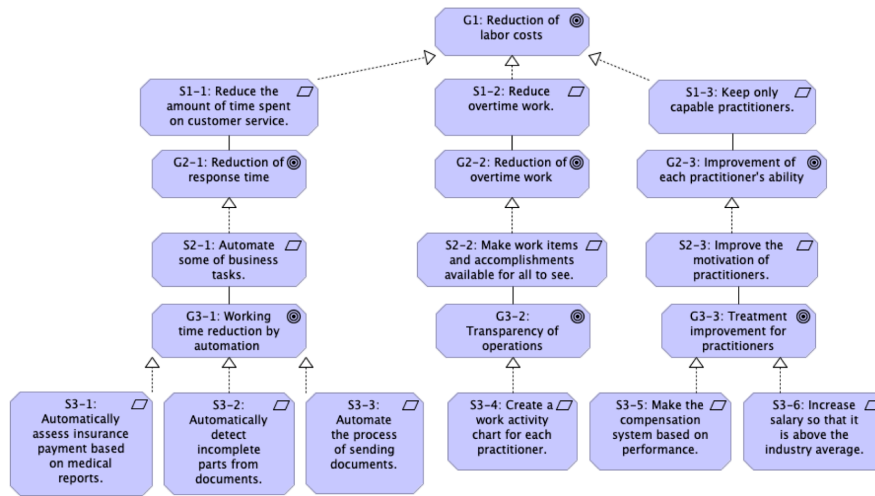 G1: Reduction of
labor costs
S1-1: Reduce the
amount of time spent
on customer service.
S1-2: Reduce
overtime work.
S1-3: Keep only
capable practitioners.
G2-1: Reduction of
response time
G2-2: Reduction of
overtime work
G2-3: Improvement of
each practitioner's ability
S2-1: Automate
some of business
tasks.
S2-2: Make work items
and accomplishments
available for all to see.
S2-3: Improve the
motivation of
practitioners.
G3-1: Working
time reduction by
automation
G3-2:
Transparency of
operations
G3-3: Treatment
improvement for
practitioners
S3-1:
Automatically
assess insurance
payment based
on medical
reports.
S3-2:
Automatically
detect
incomplete
parts from
documents.
S3-3:
Automate
the process
of sending
documents.
S3-4: Create a
work activity
chart for each
practitioner.
S3-5: Make the
compensation
system based on
performance.
S3-6: Increase
salary so that it
is above the
industry average.